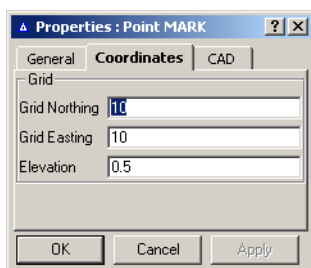 Properties : Point MARK ? X
General Coordinates CAD
Grid
Grid Northing 10
Grid Easting 10
Elevation 0.5
OK Cancel Apply